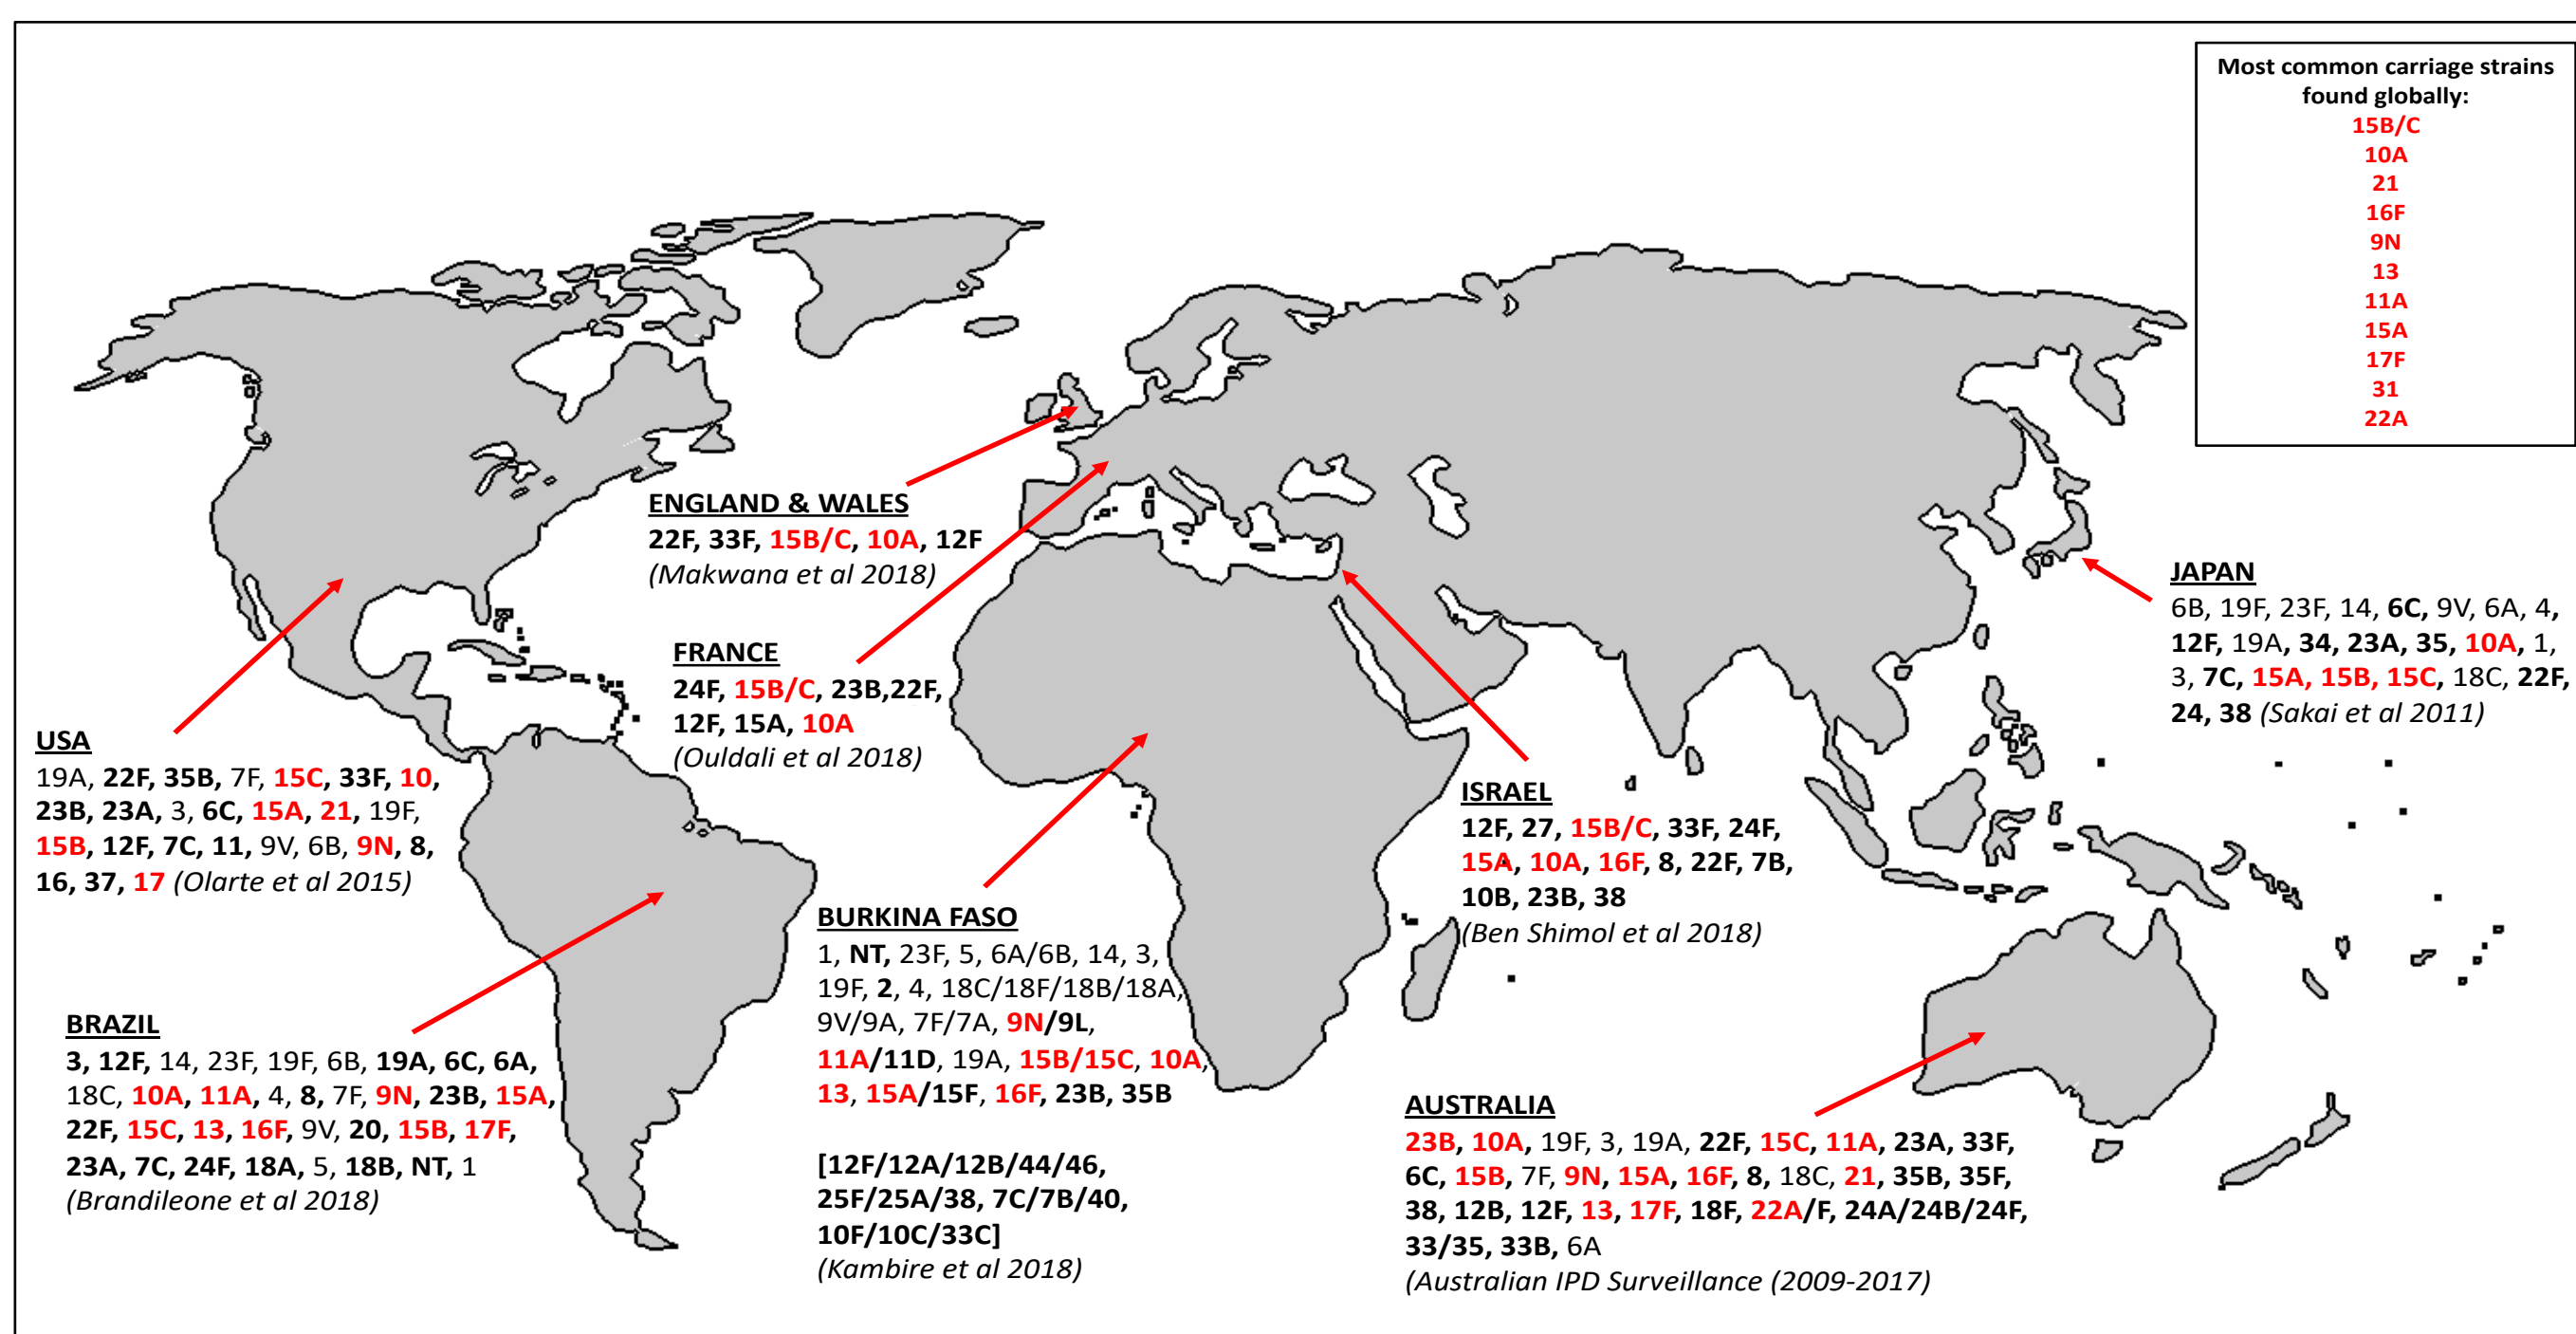 Most common carriage strains
found globally:
15B/C
10A
21
16F
9N
13
11A
15A
17F
31
22A
ENGLAND & WALES
22F, 33F, 15B/C, 10A, 12F
(Makwana et al 2018)
FRANCE
24F, 15B/C, 23B,22F,
12F, 15A, 10A
(Ouldali et al 2018)
JAPAN
6B, 19F, 23F, 14, 6C, 9V, 6A, 4,
12F, 19A, 34, 23A, 35, 10A, 1,
3, 7C, 15A, 15B, 15C, 18C, 22F,
24, 38 (Sakai et al 2011)
USA
19A, 22F, 35B, 7F, 15C, 33F, 10,
23B, 23A, 3, 6C, 15A, 21, 19F,
15B, 12F, 7C, 11, 9V, 6B, 9N, 8,
16, 37, 17 (Olarte et al 2015)
ISRAEL
12F, 27, 15B/C, 33F, 24F,
15A, 10A, 16F, 8, 22F, 7B,
10B, 23B, 38
(Ben Shimol et al 2018)
BURKINA FASO
1, NT, 23F, 5, 6A/6B, 14, 3,
19F, 2, 4, 18C/18F/18B/18A,
9V/9A, 7F/7A, 9N/9L,
11A/11D, 19A, 15B/15C, 10A,
13, 15A/15F, 16F, 23B, 35B
[12F/12A/12B/44/46,
25F/25A/38, 7C/7B/40,
10F/10C/33C]
(Kambire et al 2018)
BRAZIL
3, 12F, 14, 23F, 19F, 6B, 19A, 6C, 6A,
18C, 10A, 11A, 4, 8, 7F, 9N, 23B, 15A,
22F, 15C, 13, 16F, 9V, 20, 15B, 17F,
23A, 7C, 24F, 18A, 5, 18B, NT, 1
(Brandileone et al 2018)
AUSTRALIA
23B, 10A, 19F, 3, 19A, 22F, 15C, 11A, 23A, 33F,
6C, 15B, 7F, 9N, 15A, 16F, 8, 18C, 21, 35B, 35F,
38, 12B, 12F, 13, 17F, 18F, 22A/F, 24A/24B/24F,
33/35, 33B, 6A
(Australian IPD Surveillance (2009-2017)